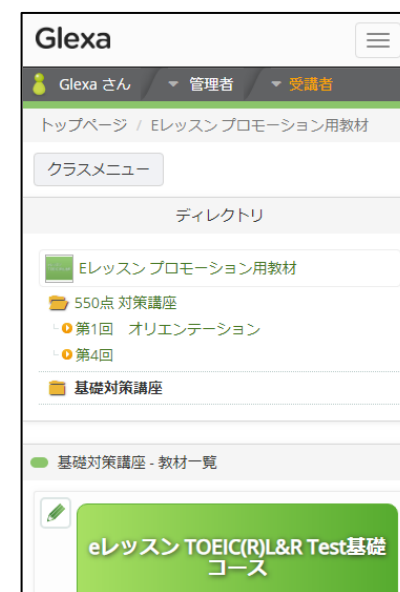 Glexa
Glexa さん
管理者
受講者
トップページ / Eレッスン プロモーション用教材
クラスメニュー
ディレクトリ
Eレッスン プロモーション用教材
550点 対策講座
第1回　オリエンテーション
第4回
基礎対策講座
基礎対策講座 - 教材一覧
eレッスン TOEIC(R)L&R Test基礎
コース